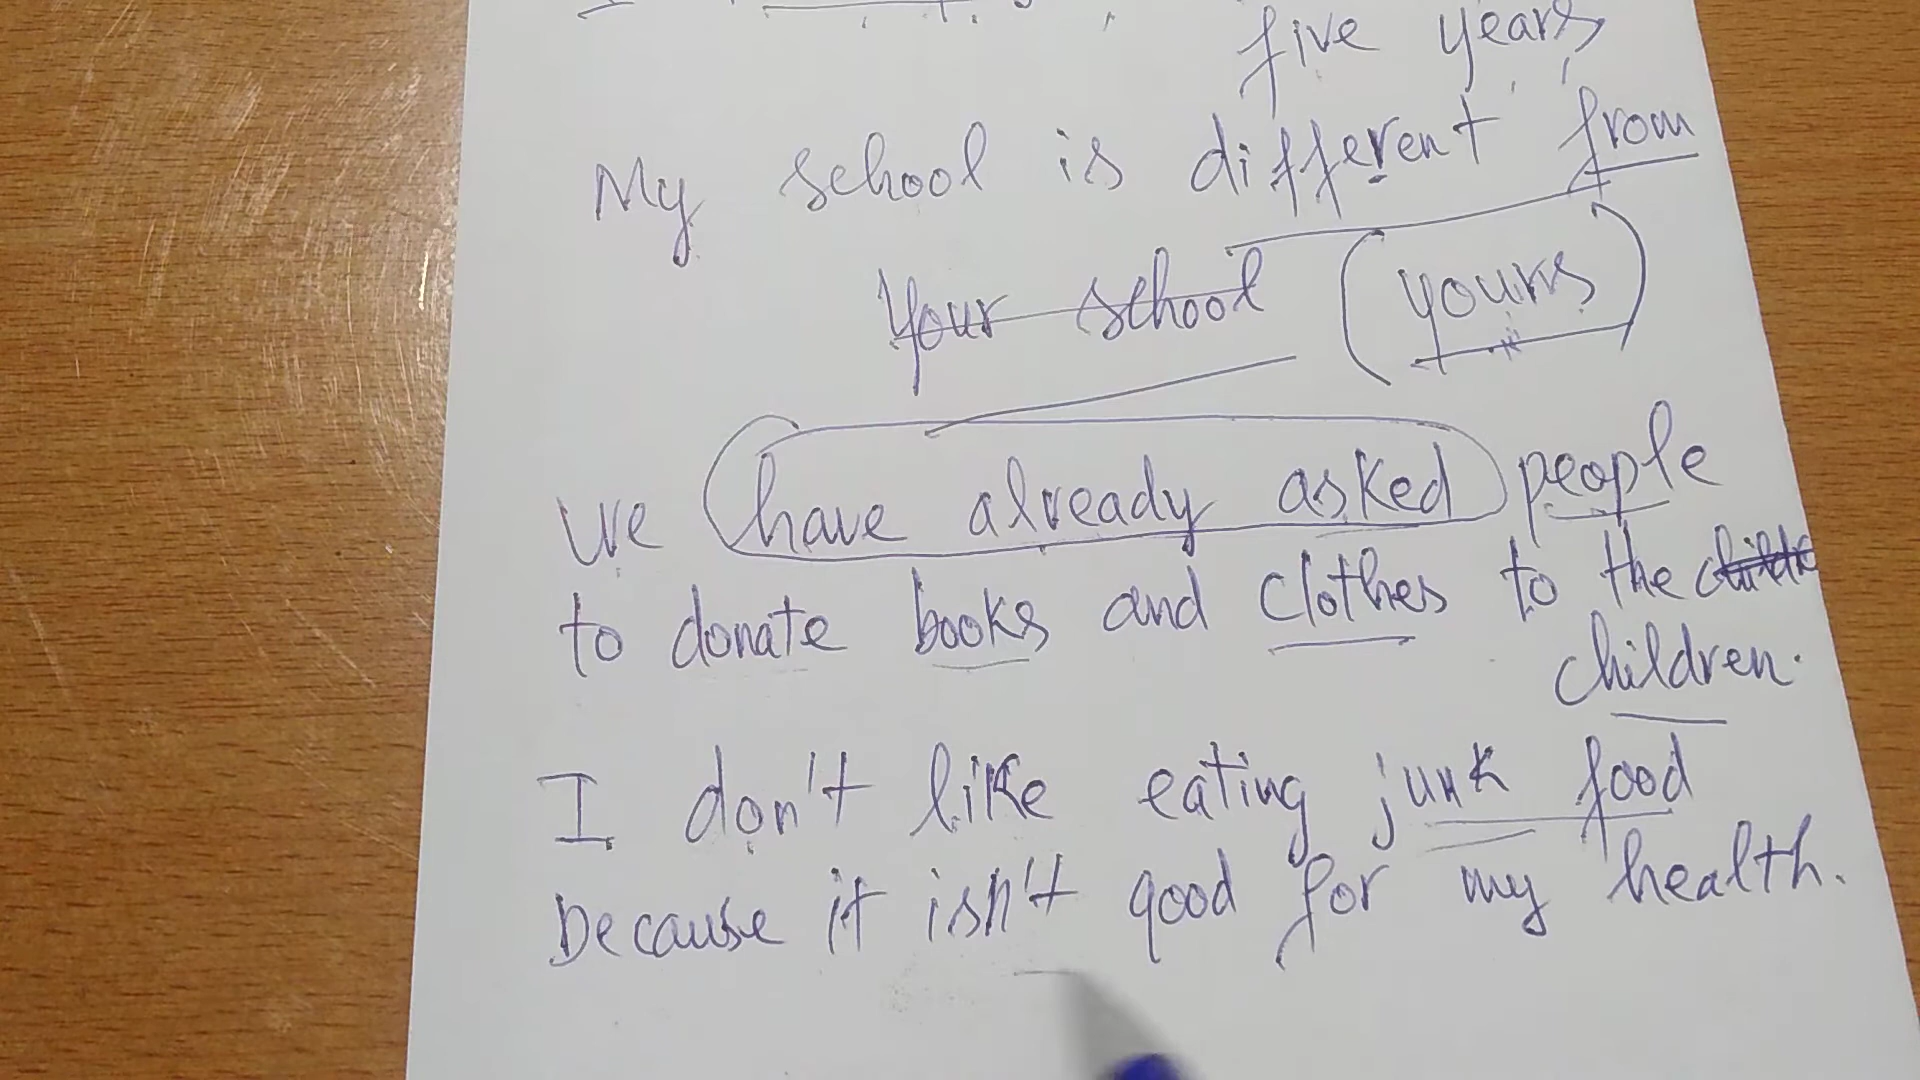 five years
My school is different from
Your school (yours)
we have already asked people
to donate books and clothes to the
children.
I don't like eating junk food
because it isn't good for my health.